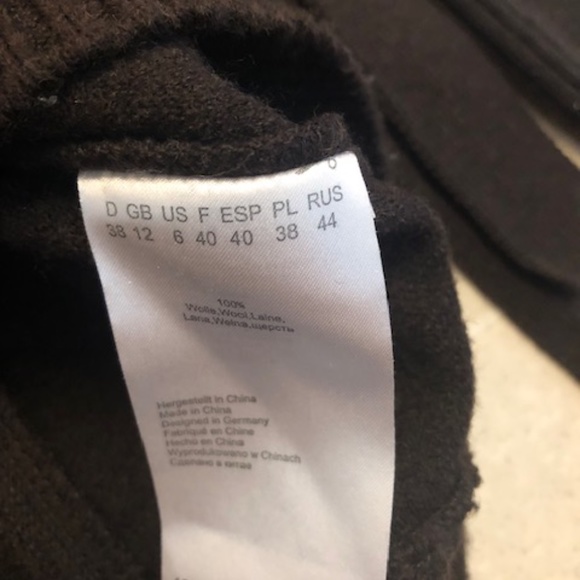 D GB US F ESP PL RUS
38 12 6 40 40 38 44
100%
Wolle,Wool,Laine,
Lana,Wełna,шерсть
Hergestellt in China
Made in China
Designed in Germany
Fabriqué en Chine
Hecho en China
Wyprodukowano w Chinach
Сделано в